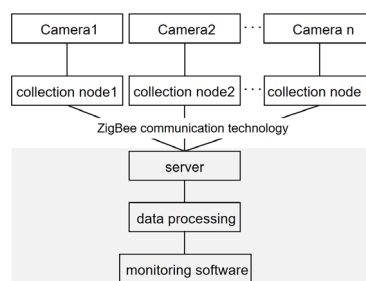 Camera1 Camera2 ··· Camera n
collection node1 collection node2 ··· collection node
ZigBee communication technology
server
data processing
monitoring software